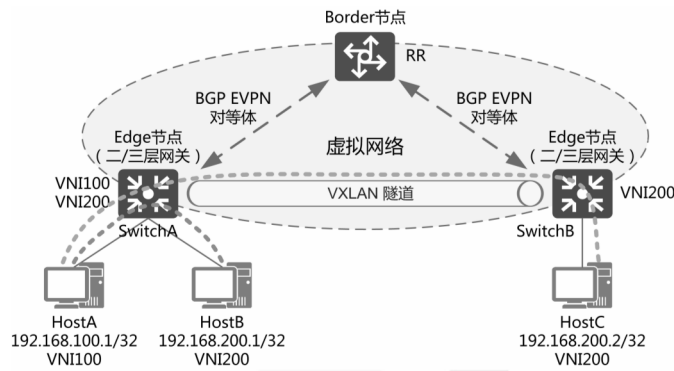 Border节点
RR
BGP EVPN
对等体
BGP EVPN
对等体
虚拟网络
Edge节点
（二/三层网关）
Edge节点
（二/三层网关）
VNI100
VNI200
VXLAN 隧道
VNI200
SwitchA
SwitchB
HostA
192.168.100.1/32
VNI100
HostB
192.168.200.1/32
VNI200
HostC
192.168.200.2/32
VNI200